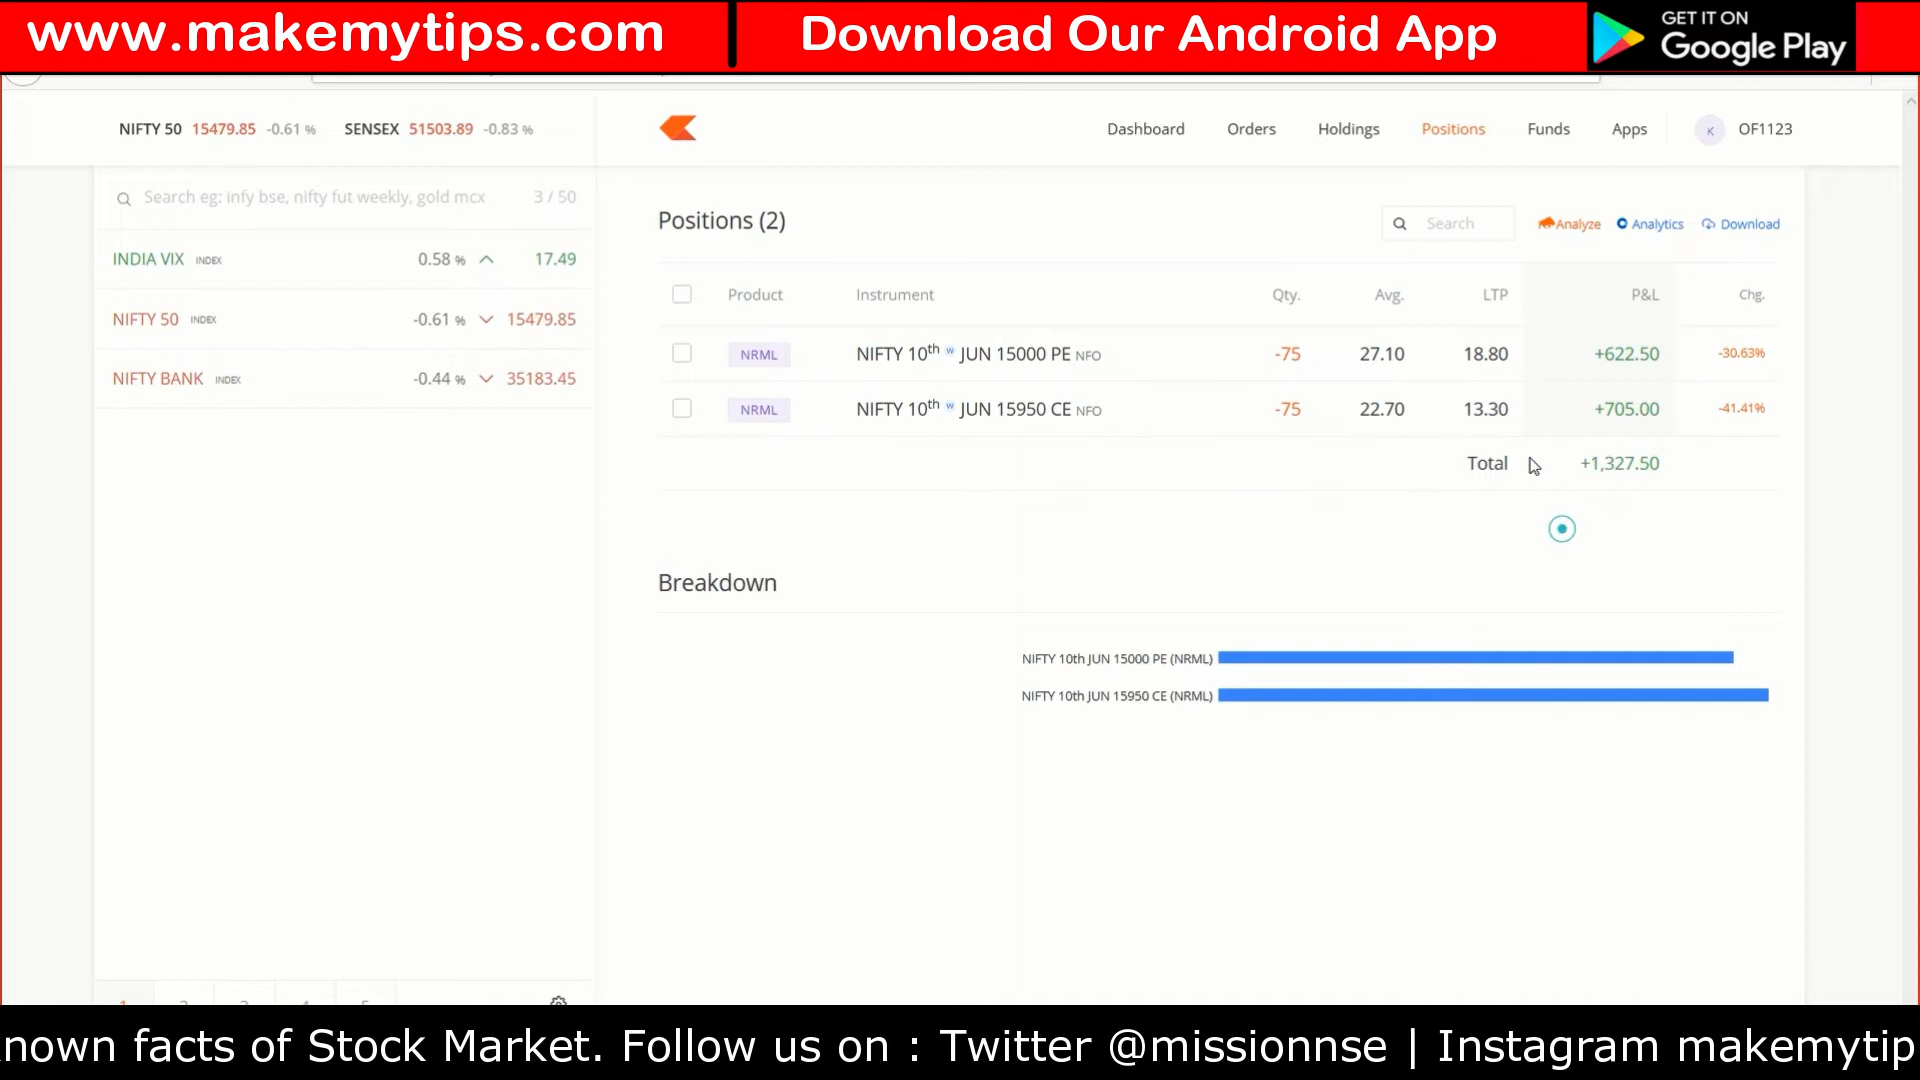 www.makemytips.com
Download Our Android App
GET IT ON
Google Play
NIFTY 50 15479.85 -0.61 % SENSEX 51503.89 -0.83 %
Dashboard Orders Holdings Positions Funds Apps K OF1123
Search eg: infy bse, nifty fut weekly, gold mcx 3 / 50
INDIA VIX INDEX 0.58 % 17.49
NIFTY 50 INDEX -0.61 % 15479.85
NIFTY BANK INDEX -0.44 % 35183.45
Positions (2)
Search Analyze Analytics Download
Product Instrument Qty. Avg. LTP P&L Chg.
NRML NIFTY 10th w JUN 15000 PE NFO -75 27.10 18.80 +622.50 -30.63%
NRML NIFTY 10th w JUN 15950 CE NFO -75 22.70 13.30 +705.00 -41.41%
Total +1,327.50
Breakdown
NIFTY 10th JUN 15000 PE (NRML)
NIFTY 10th JUN 15950 CE (NRML)
1 2 3 4 5
nown facts of Stock Market. Follow us on : Twitter @missionnse | Instagram makemytip